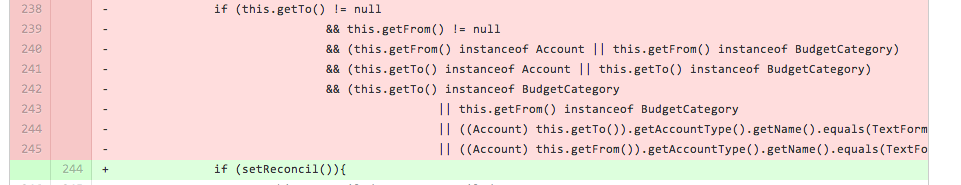 238 - if (this.getTo() != null
239 - && this.getFrom() != null
240 - && (this.getFrom() instanceof Account || this.getFrom() instanceof BudgetCategory)
241 - && (this.getTo() instanceof Account || this.getTo() instanceof BudgetCategory)
242 - && (this.getTo() instanceof BudgetCategory
243 - || this.getFrom() instanceof BudgetCategory
244 - || ((Account) this.getTo()).getAccountType().getName().equals(TextForm
245 - || ((Account) this.getFrom()).getAccountType().getName().equals(TextFo
244 + if (setReconcil()){